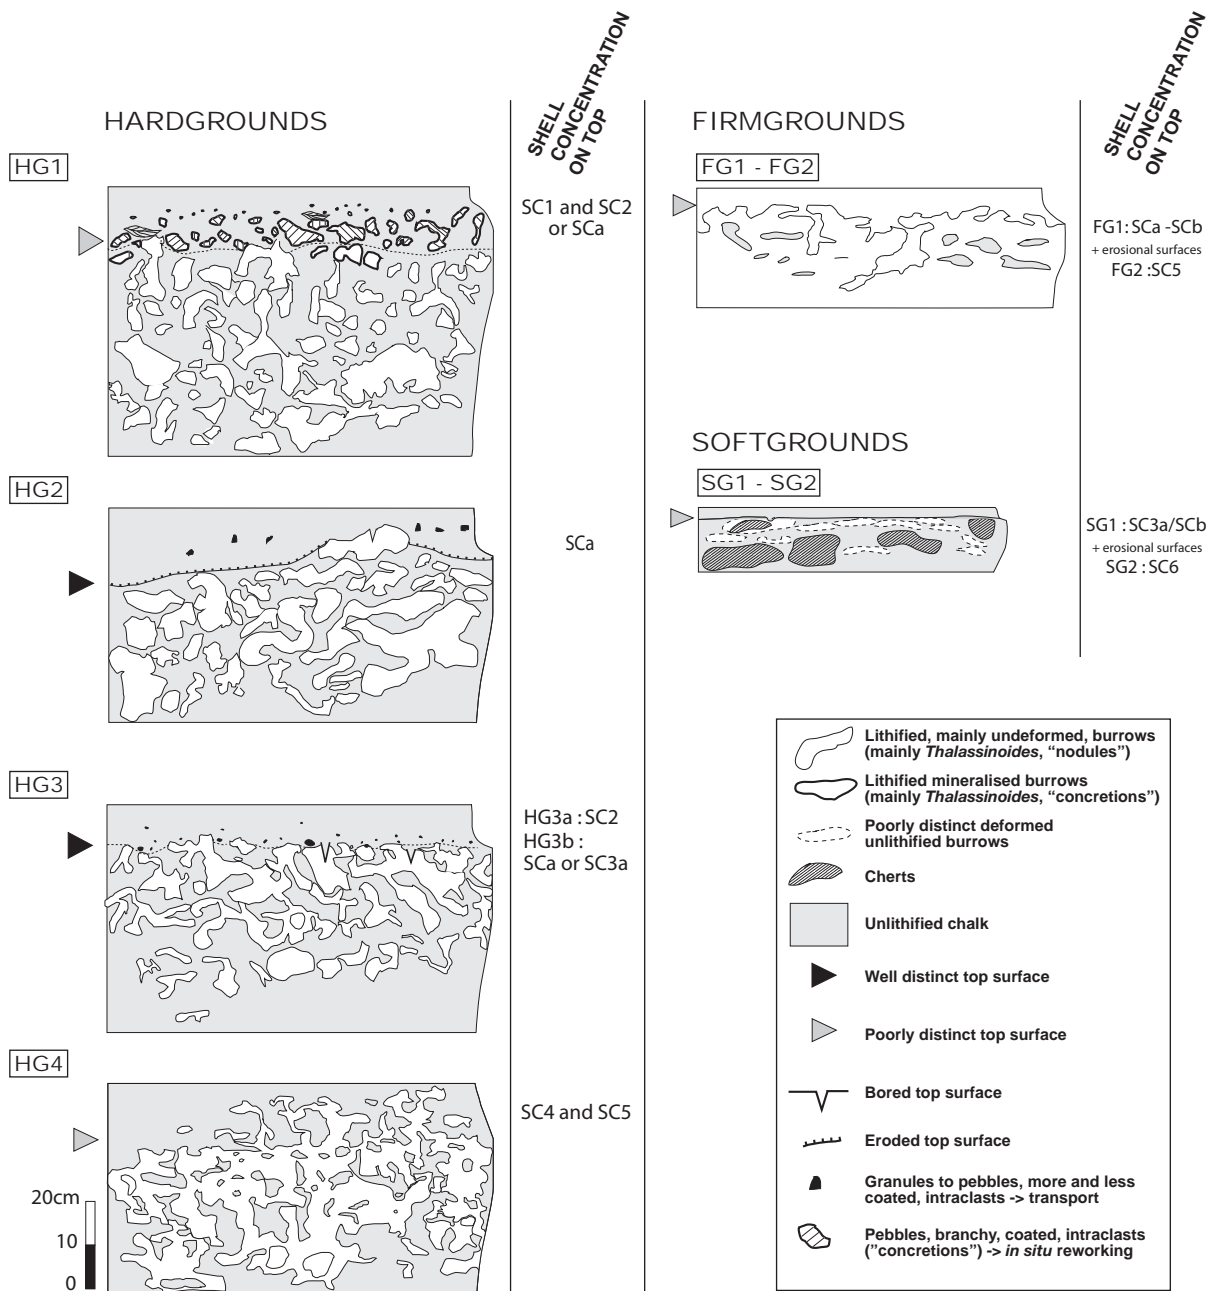 HARDGROUNDS
SHELL
CONCENTRATION
ON TOP
HG1
SC1 and SC2
or SCa
HG2
SCa
HG3
HG3a : SC2
HG3b :
SCa or SC3a
HG4
SC4 and SC5
20cm
10
0
FIRMGROUNDS
SHELL
CONCENTRATION
ON TOP
FG1 - FG2
FG1: SCa -SCb
+ erosional surfaces
FG2 :SC5
SOFTGROUNDS
SG1 - SG2
SG1 : SC3a/SCb
+ erosional surfaces
SG2 : SC6
Lithified, mainly undeformed, burrows
(mainly Thalassinoides, “nodules”)
Lithified mineralised burrows
(mainly Thalassinoides, “concretions”)
Poorly distinct deformed
unlithified burrows
Cherts
Unlithified chalk
Well distinct top surface
Poorly distinct top surface
Bored top surface
Eroded top surface
Granules to pebbles, more and less
coated, intraclasts -> transport
Pebbles, branchy, coated, intraclasts
("concretions") -> in situ reworking